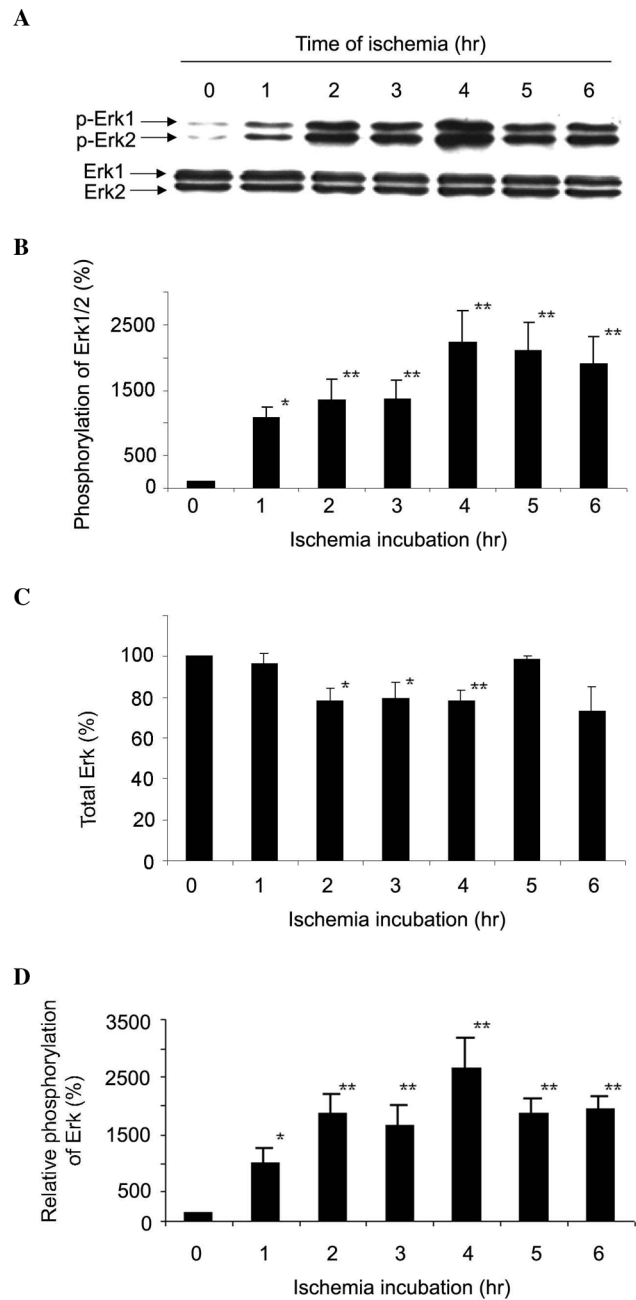 A
Time of ischemia (hr)
0 1 2 3 4 5 6
p-Erk1
p-Erk2
Erk1
Erk2
B
Phosphorylation of Erk1/2 (%)
2500
1500
500
0
* ** ** ** ** **
0 1 2 3 4 5 6
Ischemia incubation (hr)
C
Total Erk (%)
100
80
60
40
20
0
* * **
0 1 2 3 4 5 6
Ischemia incubation (hr)
D
Relative phosphorylation
of Erk (%)
3500
2500
1500
500
0
* ** ** ** ** **
0 1 2 3 4 5 6
Ischemia incubation (hr)